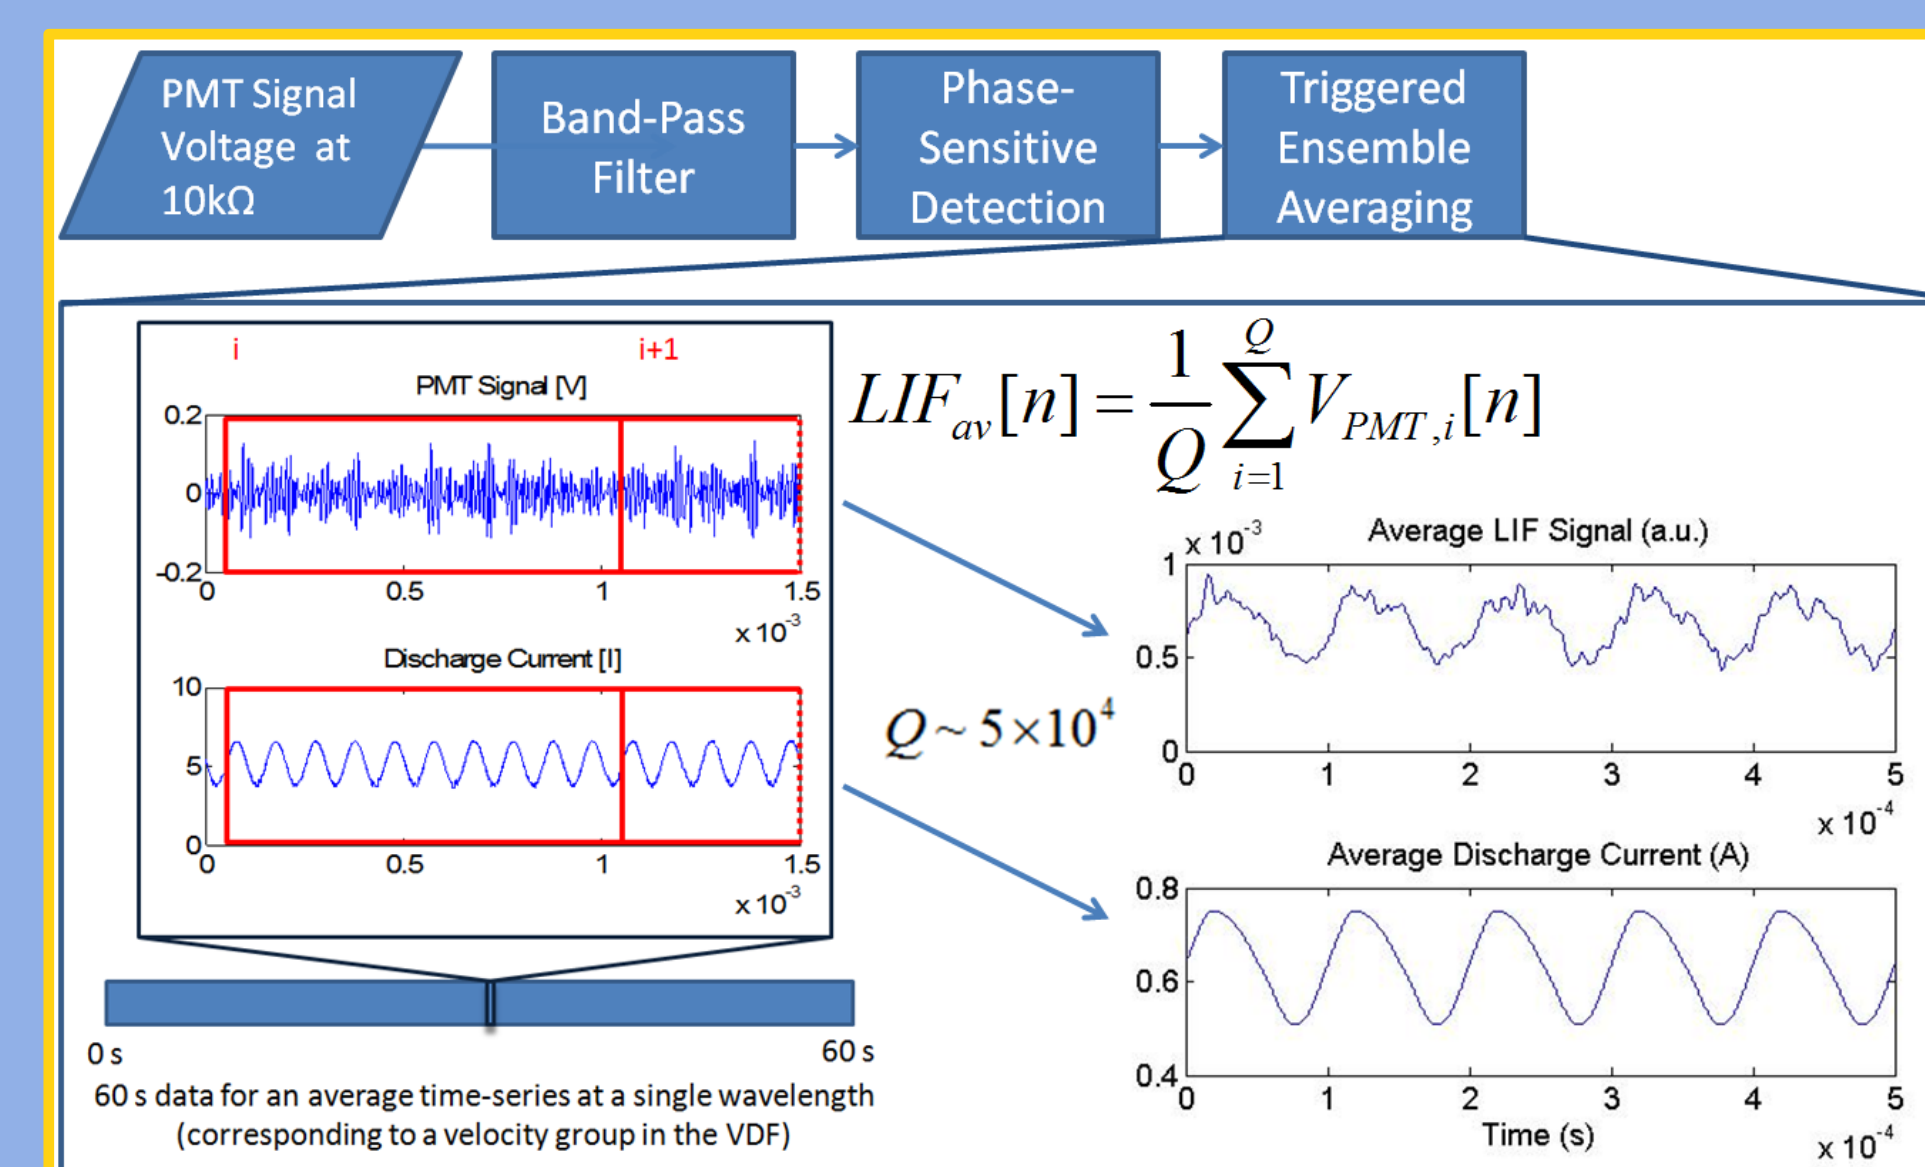 PMT Signal
Voltage at
10kΩ
Band-Pass
Filter
Phase-
Sensitive
Detection
Triggered
Ensemble
Averaging
i
i+1
PMT Signal [V]
0.2
0
-0.2
0
0.5
1
1.5
x 10^-3
Discharge Current [I]
10
5
0
0
0.5
1
1.5
x 10^-3
0 s
60 s
60 s data for an average time-series at a single wavelength
(corresponding to a velocity group in the VDF)
LIF_av[n] = 1/Q ∑_{i=1}^{Q} V_{PMT,i}[n]
Q ~ 5×10^4
Average LIF Signal (a.u.)
x 10^-3
1
0.5
0
0
1
2
3
4
5
x 10^-4
Average Discharge Current (A)
0.8
0.6
0.4
0
1
2
3
4
5
Time (s)
x 10^-4